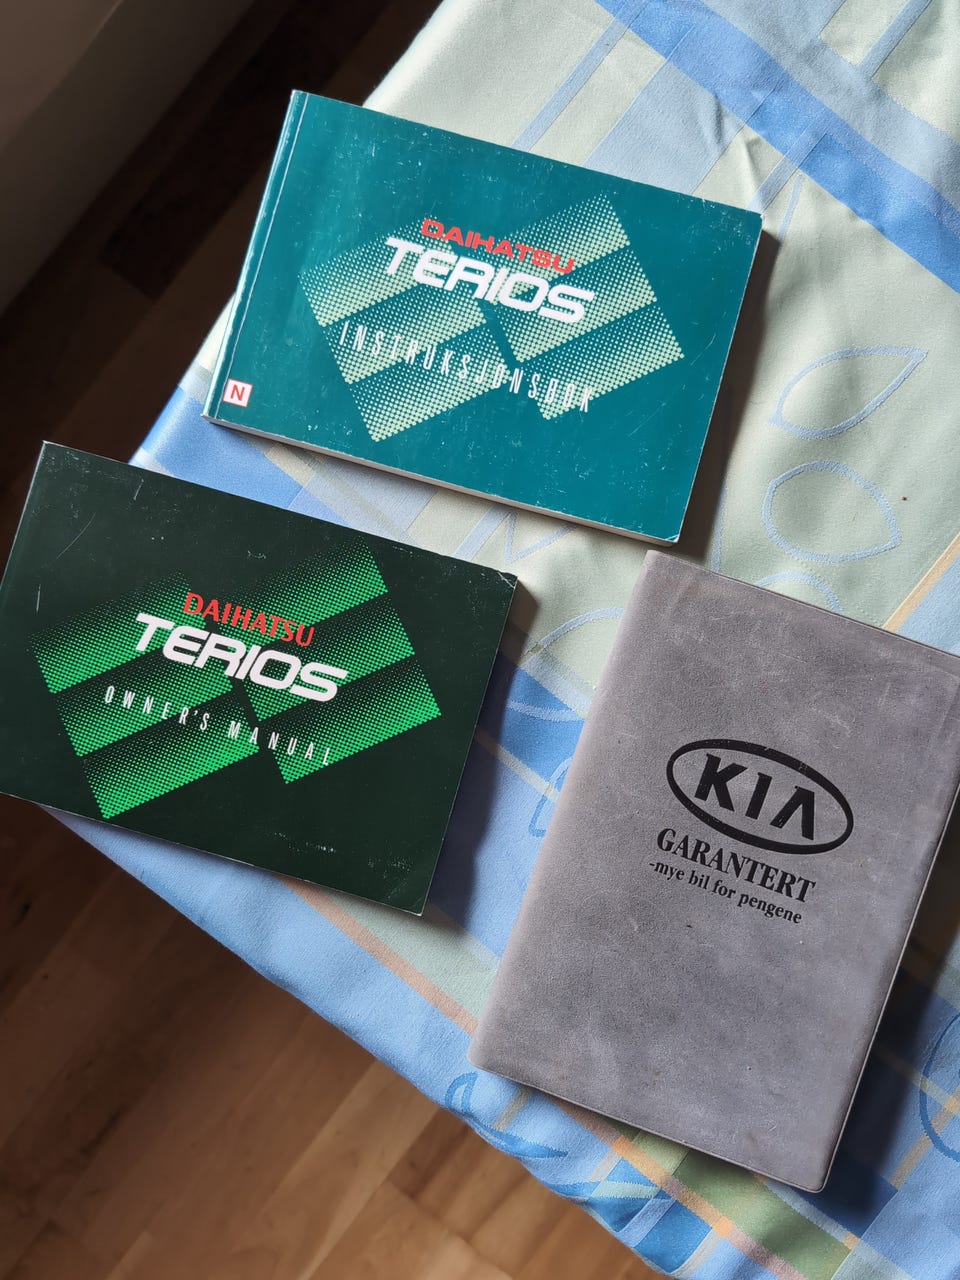 DAIHATSU
TERIOS
INSTRUKSJONSBOK
N
DAIHATSU
TERIOS
OWNER'S MANUAL
KIA
GARANTERT
-mye bil for pengene